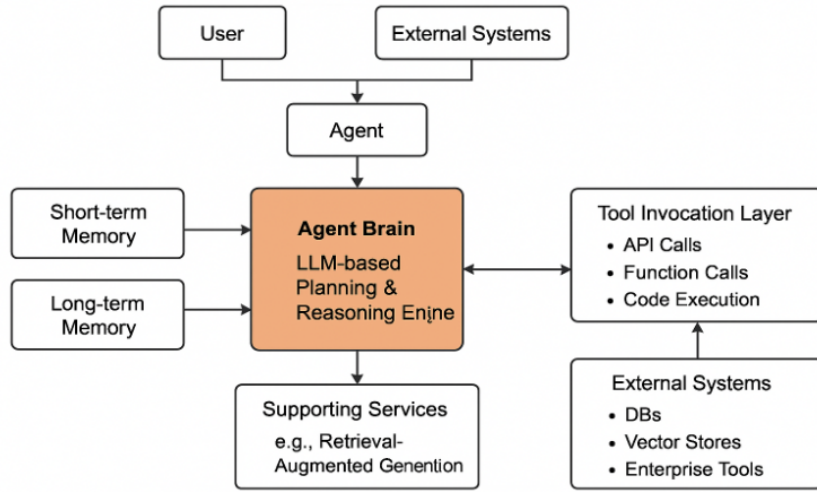 User
External Systems
Agent
Short-term
Memory
Long-term
Memory
Agent Brain
LLM-based
Planning &
Reasoning Enįne
Tool Invocation Layer
• API Calls
• Function Calls
• Code Execution
Supporting Services
e.g., Retrieval-
Augmented Genention
External Systems
• DBs
• Vector Stores
• Enterprise Tools